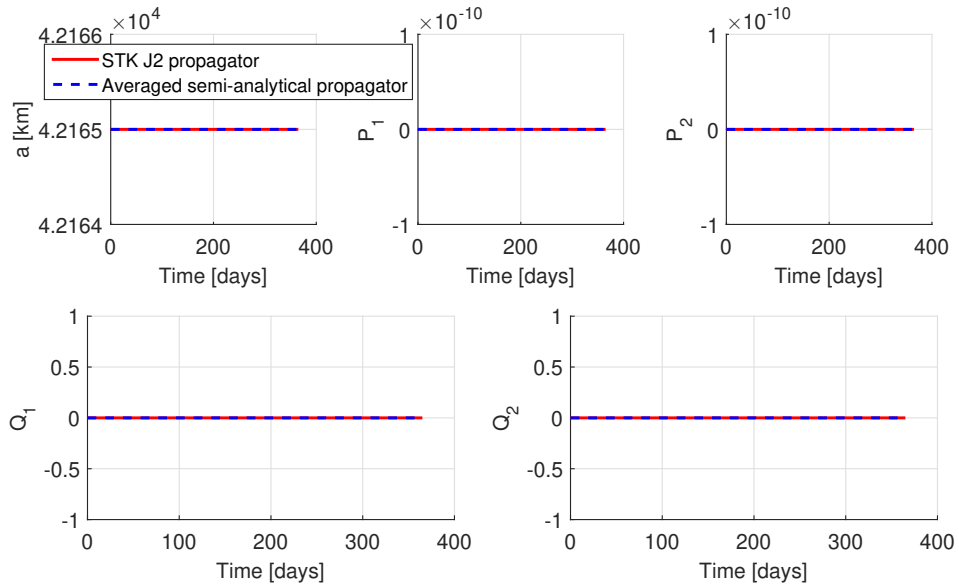 ×10^4
4.2166
4.2165
4.2164
a [km]
0 200 400
Time [days]
STK J2 propagator
Averaged semi-analytical propagator
×10^-10
1
0
-1
P_1
0 200 400
Time [days]
×10^-10
1
0
-1
P_2
0 200 400
Time [days]
1
0.5
0
-0.5
-1
Q_1
0 100 200 300 400
Time [days]
1
0.5
0
-0.5
-1
Q_2
0 100 200 300 400
Time [days]